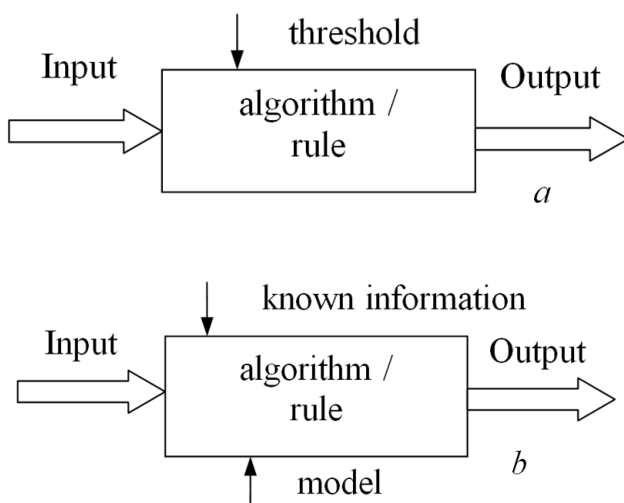 threshold
Input
algorithm /
rule
Output
a
known information
Input
algorithm /
rule
Output
b
model